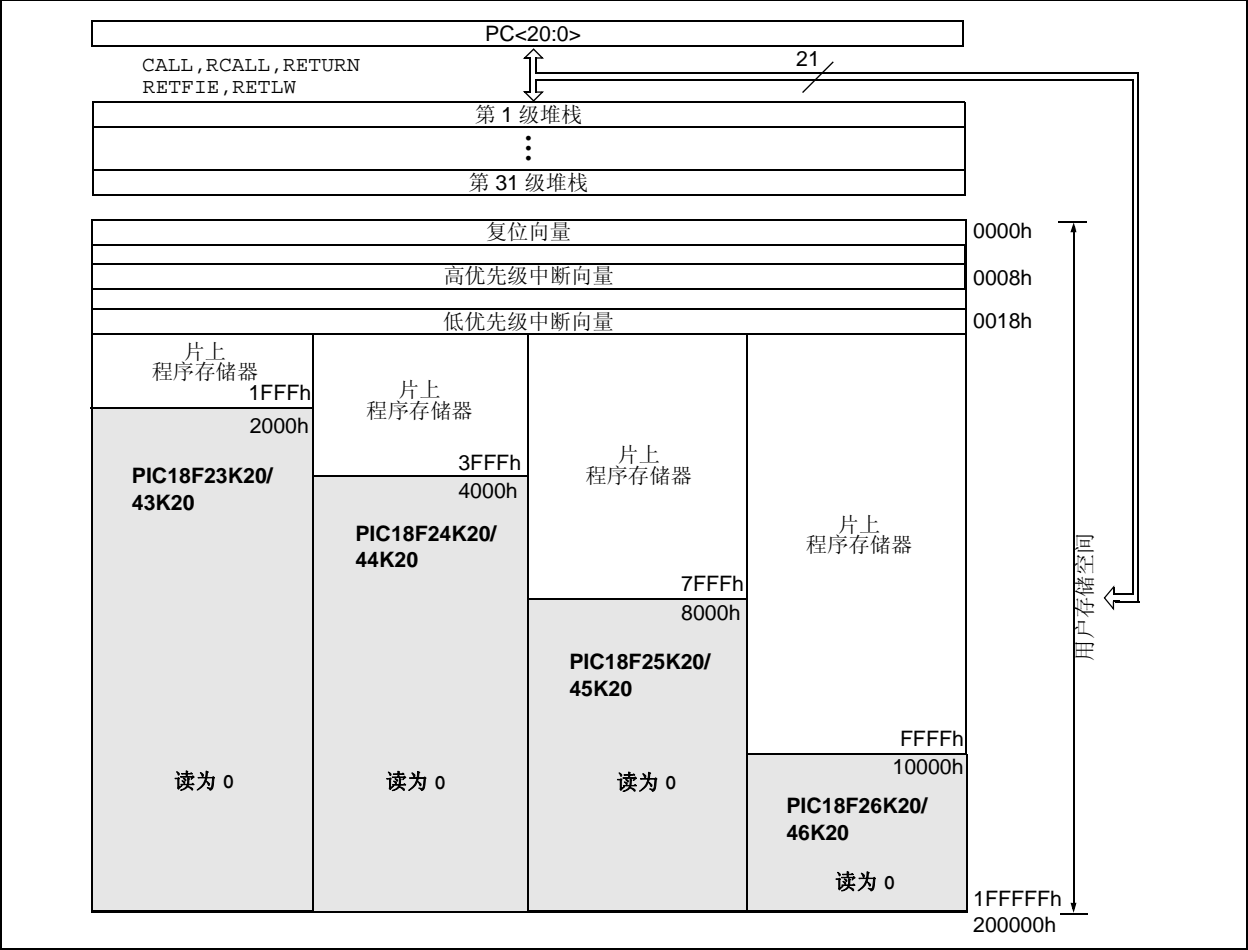 PC<20:0>
CALL,RCALL,RETURN
RETFIE,RETLW
21
第 1 级堆栈
第 31 级堆栈
复位向量
0000h
高优先级中断向量
0008h
低优先级中断向量
0018h
片上
程序存储器
1FFFh
2000h
PIC18F23K20/
43K20
读为 0
片上
程序存储器
3FFFh
4000h
PIC18F24K20/
44K20
读为 0
片上
程序存储器
7FFFh
8000h
PIC18F25K20/
45K20
读为 0
片上
程序存储器
FFFFh
10000h
PIC18F26K20/
46K20
读为 0
用户存储空间
1FFFFFh
200000h